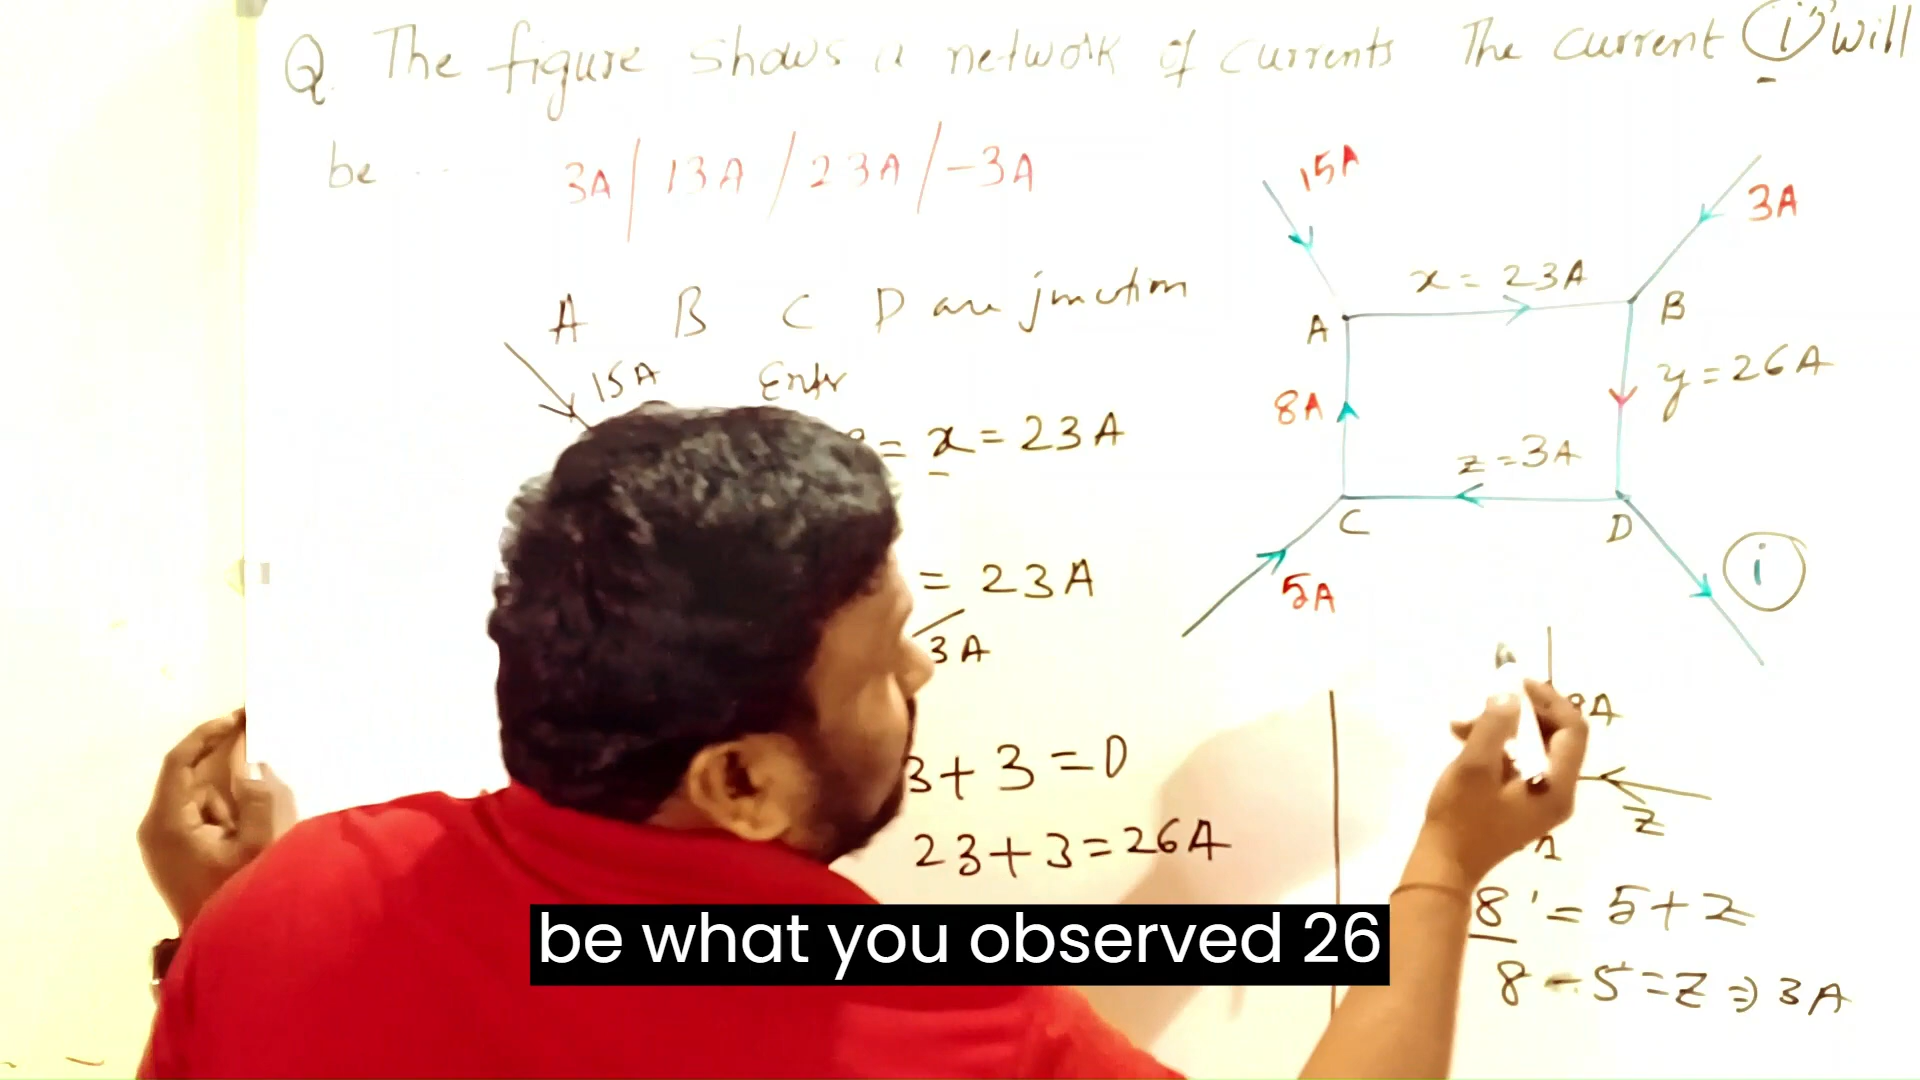 Q. The figure shows a network of currents The current "i" will
be ...
3A / 13A / 23A / -3A
A B C D are junction
15A Enter
= x = 23A
= 23A
3A
3 + 3 = 0
23 + 3 = 26A
15A
3A
x = 23A
A
B
8A
y = 26A
z = 3A
C
D
5A
i
8A
z
8 = 5 + z
8 - 5 = z ⇒ 3A
be what you observed 26